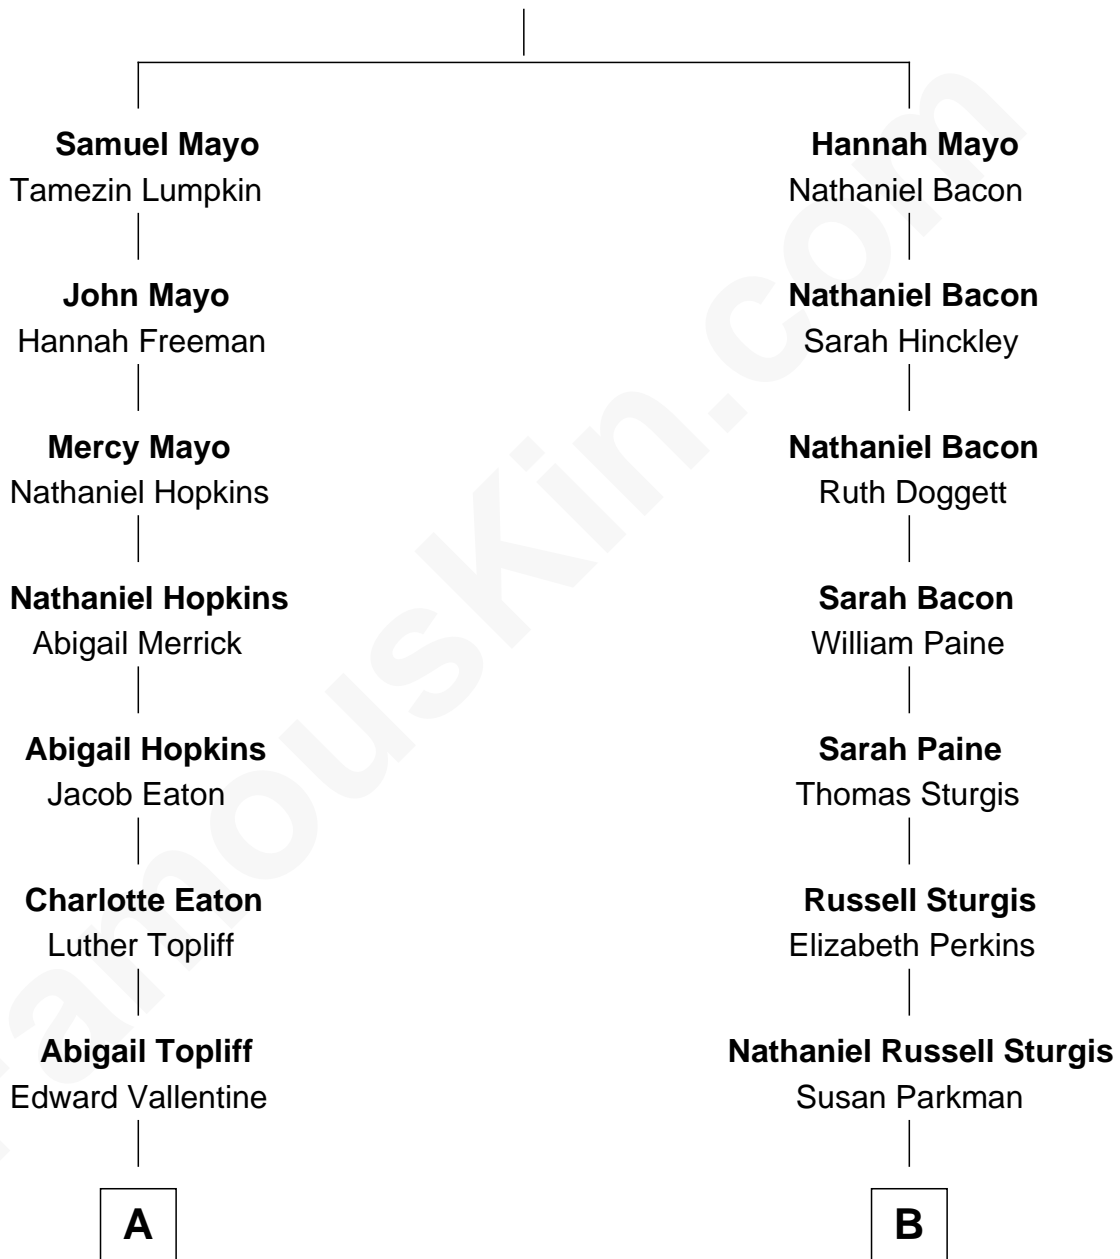 Samuel Mayo
Tamezin Lumpkin
John Mayo
Hannah Freeman
Mercy Mayo
Nathaniel Hopkins
Nathaniel Hopkins
Abigail Merrick
Abigail Hopkins
Jacob Eaton
Charlotte Eaton
Luther Topliff
Abigail Topliff
Edward Vallentine
A
Hannah Mayo
Nathaniel Bacon
Nathaniel Bacon
Sarah Hinckley
Nathaniel Bacon
Ruth Doggett
Sarah Bacon
William Paine
Sarah Paine
Thomas Sturgis
Russell Sturgis
Elizabeth Perkins
Nathaniel Russell Sturgis
Susan Parkman
B
FamousKin.com